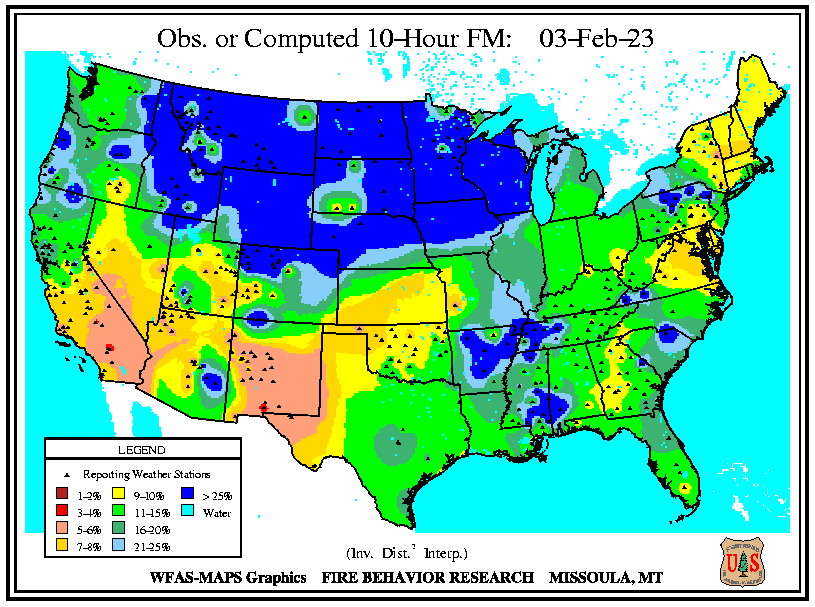 Obs. or Computed 10-Hour FM: 03-Feb-23
LEGEND
Reporting Weather Stations
1-2% 9-10% > 25%
3-4% 11-15% Water
5-6% 16-20%
7-8% 21-25%
(Inv. Dist.² Interp.)
WFAS-MAPS Graphics FIRE BEHAVIOR RESEARCH MISSOULA, MT
U S